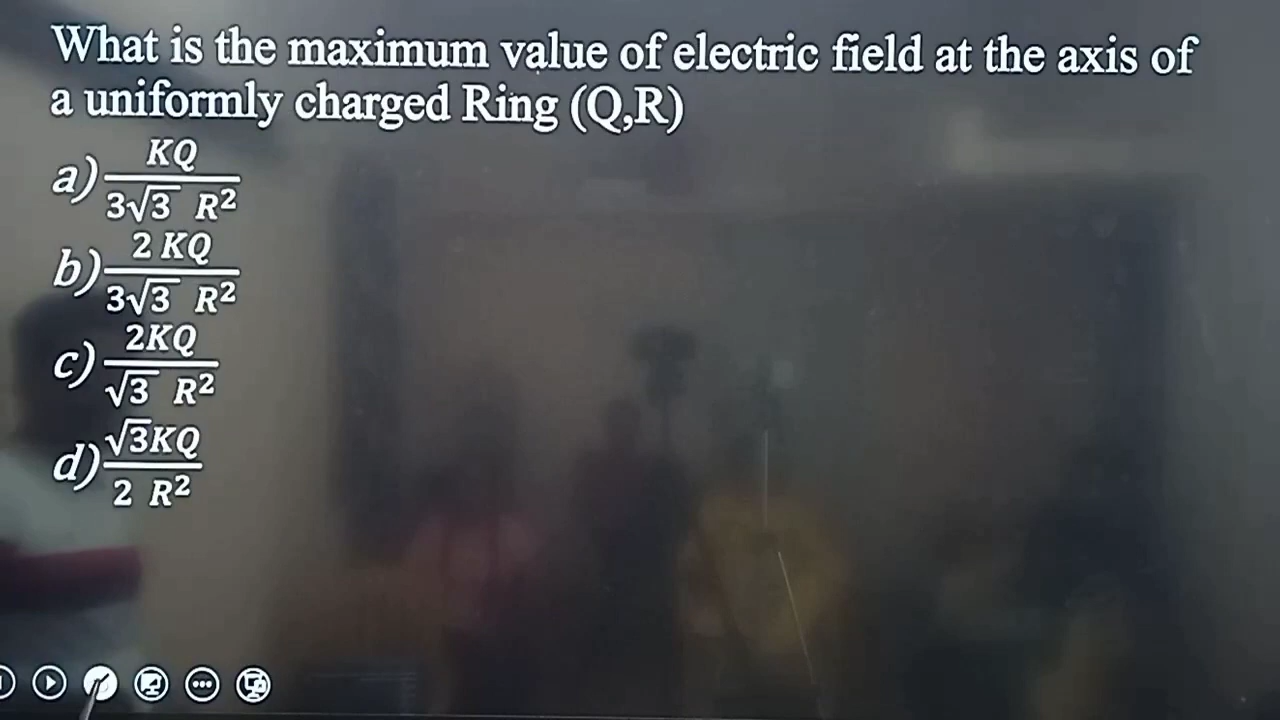 What is the maximum value of electric field at the axis of
a uniformly charged Ring (Q,R)
a) KQ / 3√3 R²
b) 2 KQ / 3√3 R²
c) 2KQ / √3 R²
d) √3KQ / 2 R²